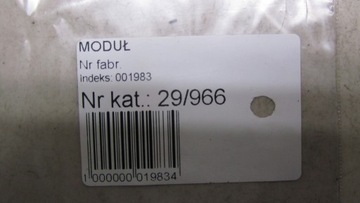 MODUŁ
Nr fabr.
indeks: 001983
Nr kat.: 29/966
1 000000 019834